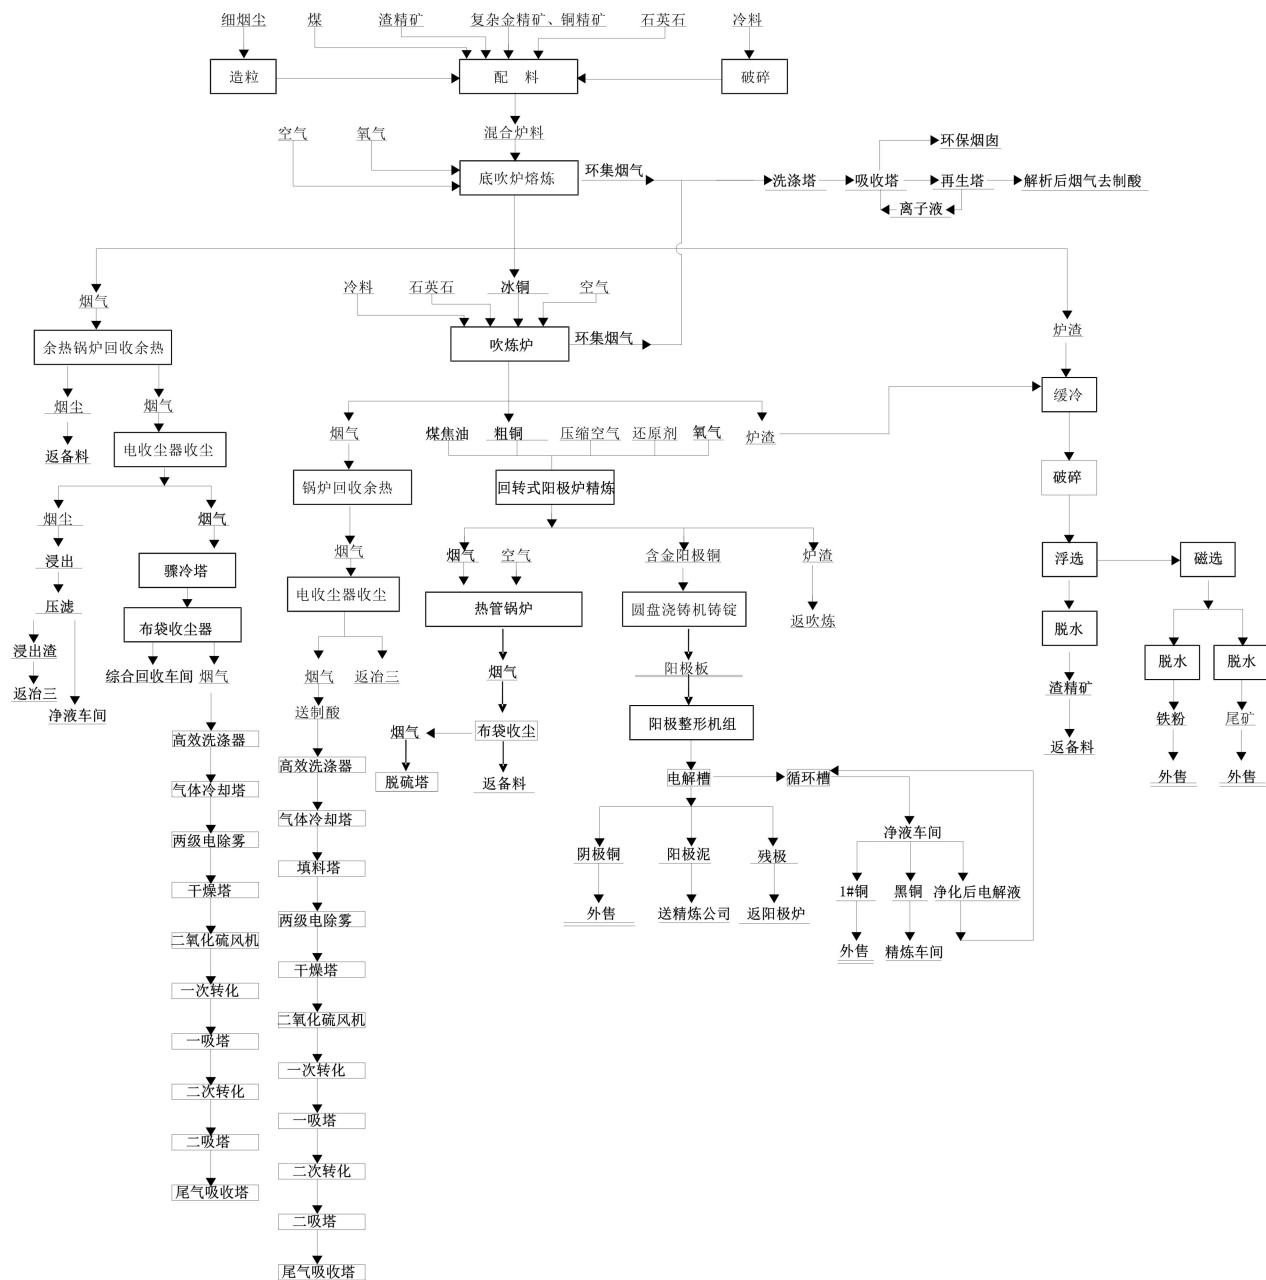 细烟尘
煤
渣精矿
复杂金精矿、铜精矿
石英石
冷料
造粒
配 料
破碎
空气
氧气
混合炉料
底吹炉熔炼
环集烟气
环保烟囱
洗涤塔
吸收塔
再生塔
解析后烟气去制酸
离子液
烟气
冷料
石英石
冰铜
空气
炉渣
余热锅炉回收余热
吹炼炉
环集烟气
缓冷
烟尘
烟气
返备料
电收尘器收尘
烟气
煤焦油
粗铜
压缩空气
还原剂
氧气
炉渣
破碎
锅炉回收余热
回转式阳极炉精炼
烟尘
烟气
浸出
骤冷塔
压滤
布袋收尘器
浸出渣
综合回收车间
烟气
返冶三
净液车间
烟气
电收尘器收尘
烟气
返冶三
送制酸
烟气
空气
含金阳极铜
炉渣
热管锅炉
圆盘浇铸机铸锭
返吹炼
烟气
阳极板
烟气
布袋收尘
阳极整形机组
脱硫塔
返备料
电解槽
循环槽
浮选
磁选
脱水
脱水
脱水
渣精矿
铁粉
尾矿
返备料
外售
外售
净液车间
阴极铜
阳极泥
残极
1#铜
黑铜
净化后电解液
外售
送精炼公司
返阳极炉
外售
精炼车间
高效洗涤器
气体冷却塔
两级电除雾
干燥塔
二氧化硫风机
一次转化
一吸塔
二次转化
二吸塔
尾气吸收塔
高效洗涤器
气体冷却塔
填料塔
两级电除雾
干燥塔
二氧化硫风机
一次转化
一吸塔
二次转化
二吸塔
尾气吸收塔